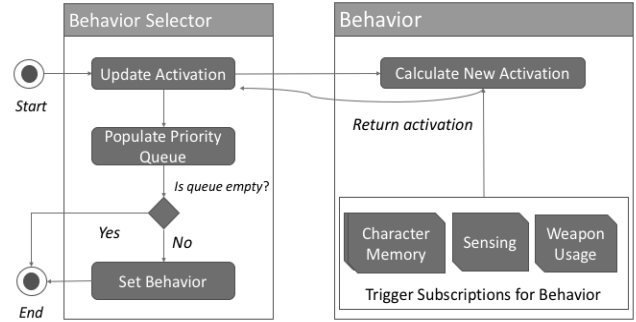 Behavior Selector
Behavior
Update Activation
Calculate New Activation
Start
Return activation
Populate Priority
Queue
Is queue empty?
Yes
No
Character
Memory
Sensing
Weapon
Usage
Set Behavior
Trigger Subscriptions for Behavior
End